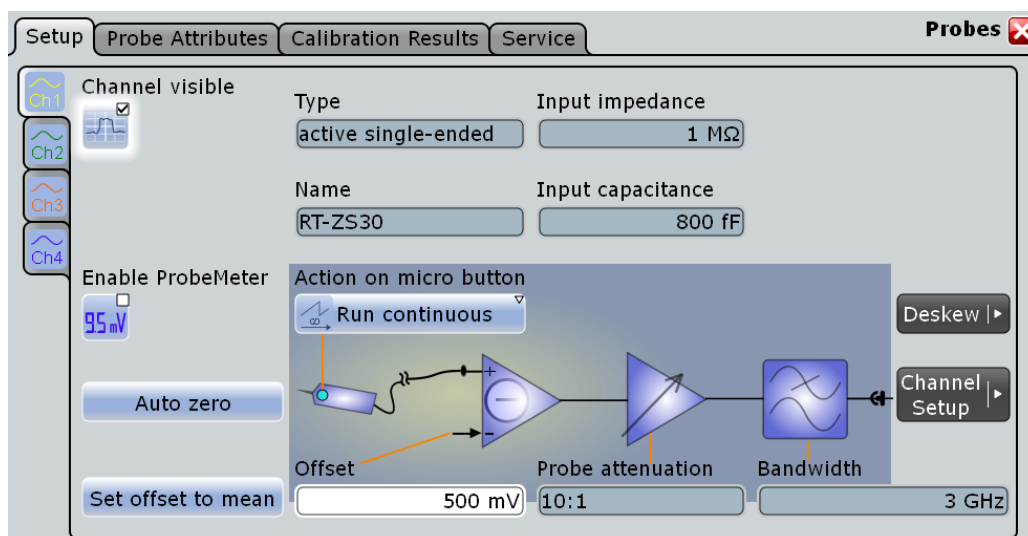 Setup Probe Attributes Calibration Results Service Probes
Ch1
Ch2
Ch3
Ch4
Channel visible
Type
active single-ended
Input impedance
1 MΩ
Name
RT-ZS30
Input capacitance
800 fF
Enable ProbeMeter
9.5 mV
Action on micro button
Run continuous
∞
Deskew
Auto zero
Channel
Setup
+
-
Set offset to mean
Offset
500 mV
Probe attenuation
10:1
Bandwidth
3 GHz